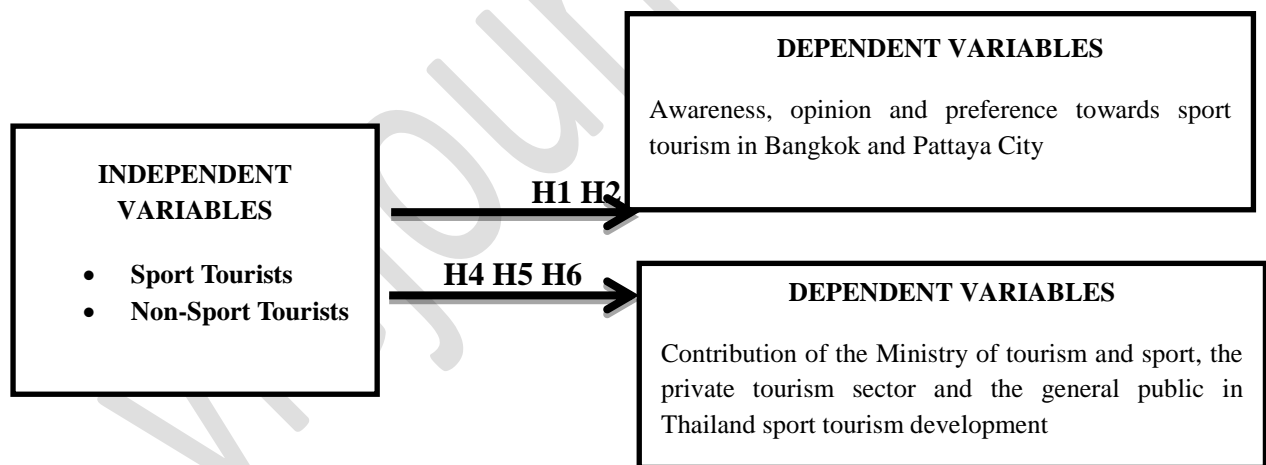 INDEPENDENT
VARIABLES
• Sport Tourists
• Non-Sport Tourists
H1 H2
H4 H5 H6
DEPENDENT VARIABLES
Awareness, opinion and preference towards sport
tourism in Bangkok and Pattaya City
DEPENDENT VARIABLES
Contribution of the Ministry of tourism and sport, the
private tourism sector and the general public in
Thailand sport tourism development